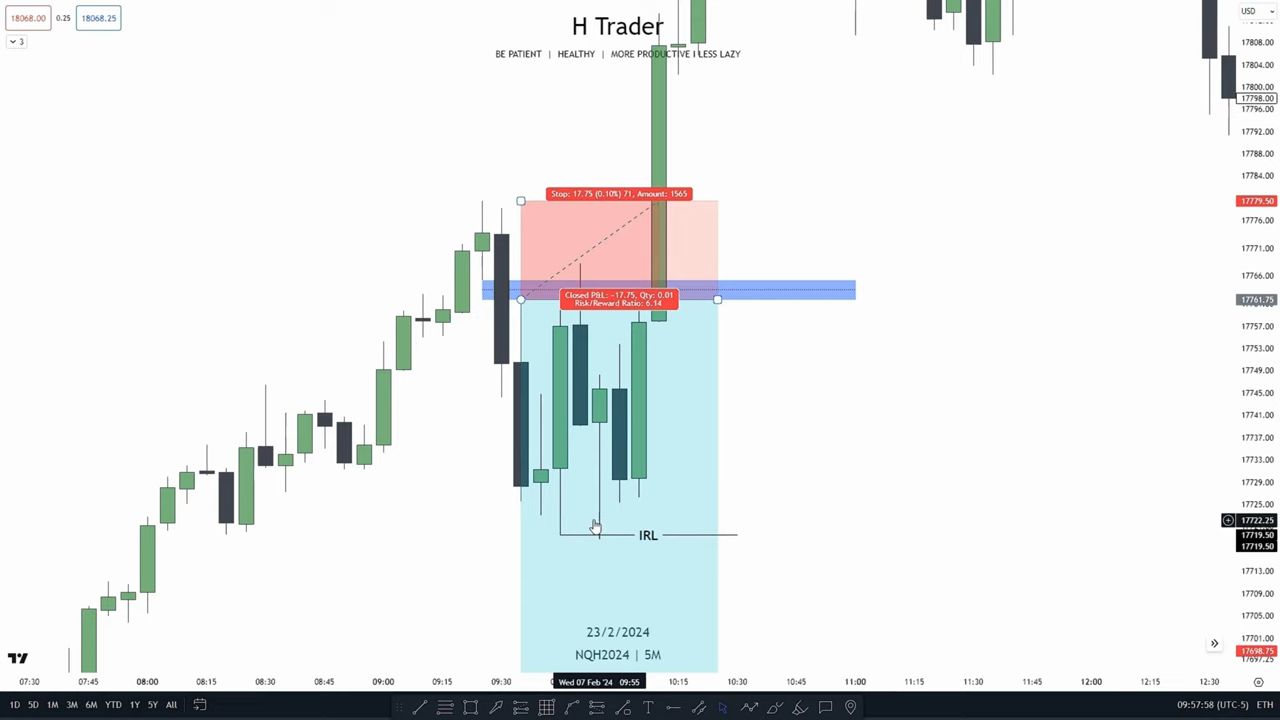 18068.00 0.25 18068.25
3
H Trader
BE PATIENT | HEALTHY | MORE PRODUCTIVE I LESS LAZY
USD
17808.00
17804.00
17800.00
17798.00
17796.00
17792.00
17788.00
17784.00
Stop: 17.75 (0.10%) 71, Amount: 1565
17779.50
17776.00
17771.00
17766.00
Closed P&L: -17.75, Qty: 0.01
Risk/Reward Ratio: 6.14
17761.75
17757.00
17753.00
17749.00
17745.00
17741.00
17737.00
17733.00
17729.00
17725.00
17722.25
IRL
17719.50
17719.50
17713.00
17709.00
17705.00
17701.00
17698.75
17697.25
23/2/2024
NQH2024 | 5M
07:30 07:45 08:00 08:15 08:30 08:45 09:00 09:15 09:30 Wed 07 Feb '24 09:55 10:15 10:30 10:45 11:00 11:15 11:30 11:45 12:00 12:15 12:30
1D 5D 1M 3M 6M YTD 1Y 5Y All
09:57:58 (UTC-5) ETH